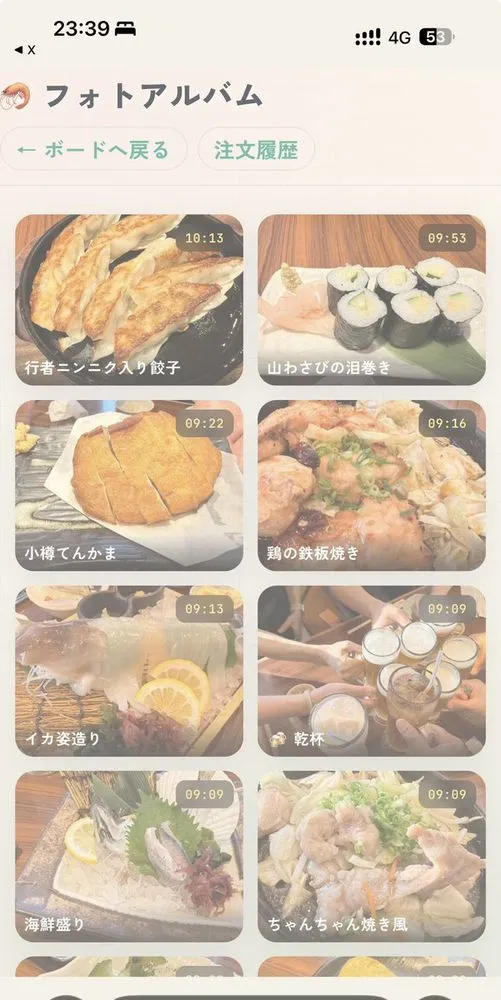 23:39
4G 53
◀ X
フォトアルバム
← ボードへ戻る
注文履歴
10:13
行者ニンニク入り餃子
09:53
山わさびの泪巻き
09:22
小樽てんかま
09:16
鶏の鉄板焼き
09:13
イカ姿造り
09:09
🍻 乾杯
09:09
海鮮盛り
09:09
ちゃんちゃん焼き風